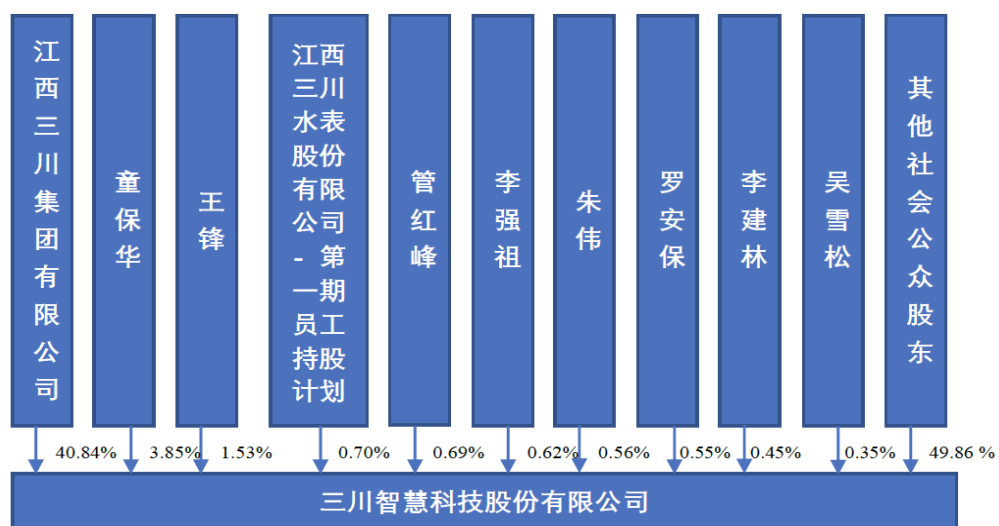 江西三川集团有限公司
童保华
王锋
江西三川水表股份有限公司-第一期员工持股计划
管红峰
李强祖
朱伟
罗安保
李建林
吴雪松
其他社会公众股东
40.84%
3.85%
1.53%
0.70%
0.69%
0.62%
0.56%
0.55%
0.45%
0.35%
49.86 %
三川智慧科技股份有限公司